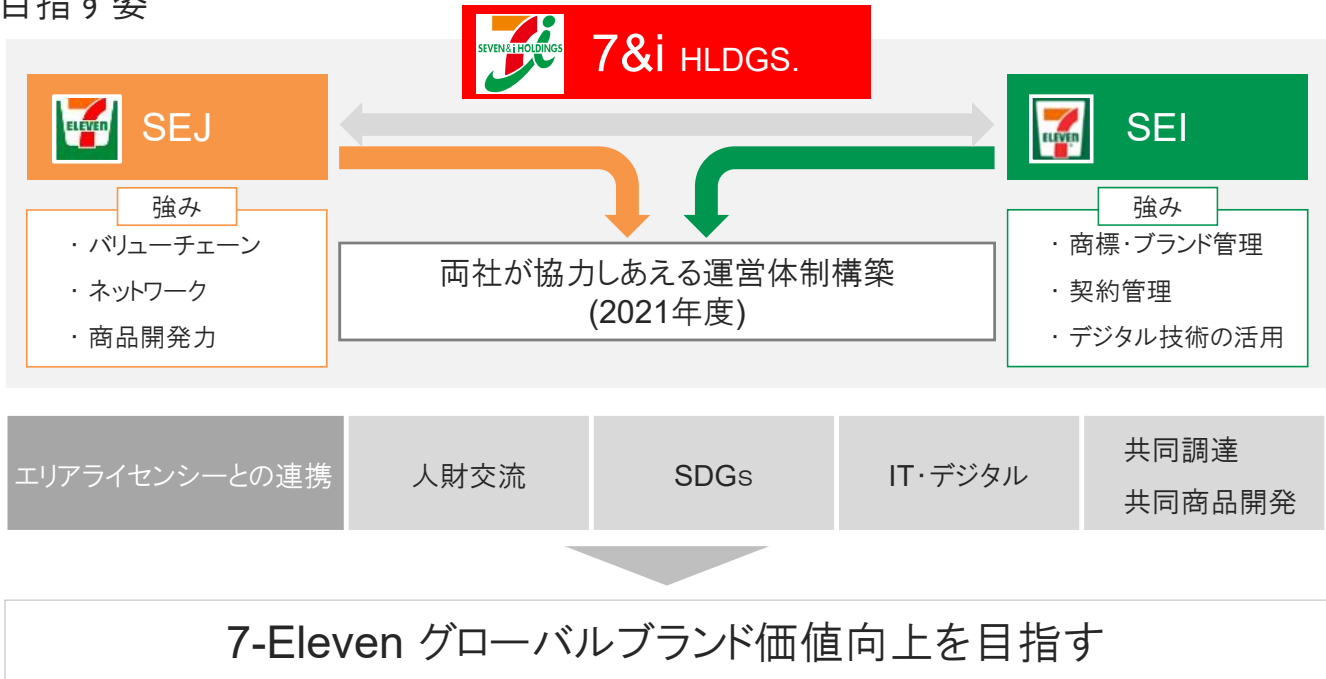 目指す姿
SEVEN&i HOLDINGS
7&i HLDGS.
ELEVEN
SEJ
ELEVEN
SEI
強み
・バリューチェーン
・ネットワーク
・商品開発力
両社が協力しあえる運営体制構築
(2021年度)
強み
・商標・ブランド管理
・契約管理
・デジタル技術の活用
エリアライセンシーとの連携
人財交流
SDGs
IT・デジタル
共同調達
共同商品開発
7-Eleven グローバルブランド価値向上を目指す